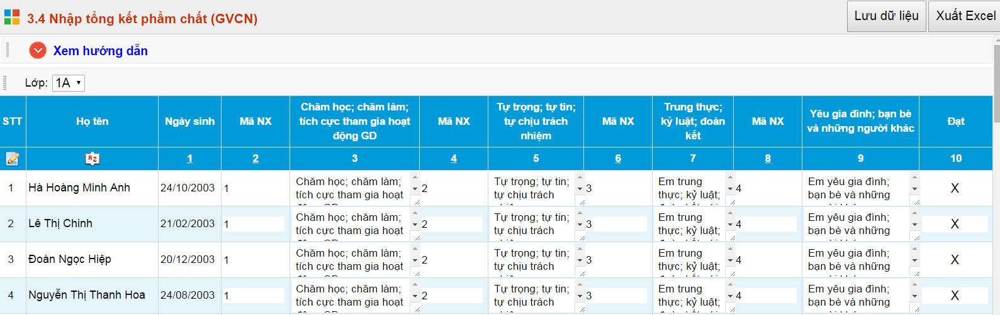 3.4 Nhập tổng kết phẩm chất (GVCN)
Lưu dữ liệu
Xuất Excel
Xem hướng dẫn
Lớp: 1A
STT
Họ tên
Ngày sinh
Mã NX
Chăm học; chăm làm;
tích cực tham gia hoạt
động GD
Mã NX
Tự trọng; tự tin;
tự chịu trách
nhiệm
Mã NX
Trung thực;
kỷ luật; đoàn
kết
Mã NX
Yêu gia đình; bạn bè
và những người khác
Đạt
1 2 3 4 5 6 7 8 9 10
1
Hà Hoàng Minh Anh
24/10/2003
1
Chăm học; chăm làm;
tích cực tham gia hoạt
2
Tự trọng; tự tin;
tự chịu trách
3
Em trung
thực; kỷ luật;
4
Em yêu gia đình;
bạn bè và những
X
2
Lê Thị Chinh
21/02/2003
1
Chăm học; chăm làm;
tích cực tham gia hoạt
2
Tự trọng; tự tin;
tự chịu trách
3
Em trung
thực; kỷ luật;
4
Em yêu gia đình;
bạn bè và những
X
3
Đoàn Ngọc Hiệp
20/12/2003
1
Chăm học; chăm làm;
tích cực tham gia hoạt
2
Tự trọng; tự tin;
tự chịu trách
3
Em trung
thực; kỷ luật;
4
Em yêu gia đình;
bạn bè và những
X
4
Nguyễn Thị Thanh Hoa
24/08/2003
1
Chăm học; chăm làm;
tích cực tham gia hoạt
2
Tự trọng; tự tin;
tự chịu trách
3
Em trung
thực; kỷ luật;
4
Em yêu gia đình;
bạn bè và những
X